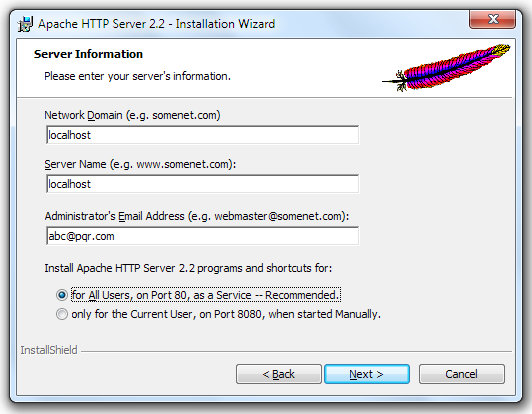 Apache HTTP Server 2.2 - Installation Wizard
Server Information
Please enter your server's information.
Network Domain (e.g. somenet.com)
localhost
Server Name (e.g. www.somenet.com):
localhost
Administrator's Email Address (e.g. webmaster@somenet.com):
abc@pqr.com
Install Apache HTTP Server 2.2 programs and shortcuts for:
for All Users, on Port 80, as a Service -- Recommended.
only for the Current User, on Port 8080, when started Manually.
InstallShield
< Back Next > Cancel